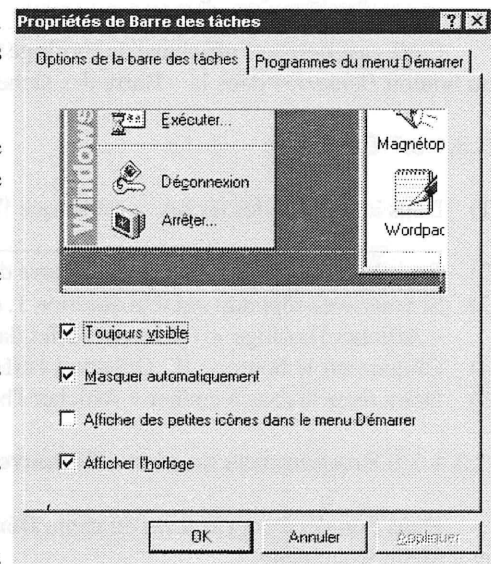 Propriétés de Barre des tâches
Options de la barre des tâches
Programmes du menu Démarrer
Windows
Exécuter...
Déconnexion
Arrêter...
Magnétop
Wordpac
Toujours visible
Masquer automatiquement
Afficher des petites icônes dans le menu Démarrer
Afficher l'horloge
OK
Annuler
Appliquer